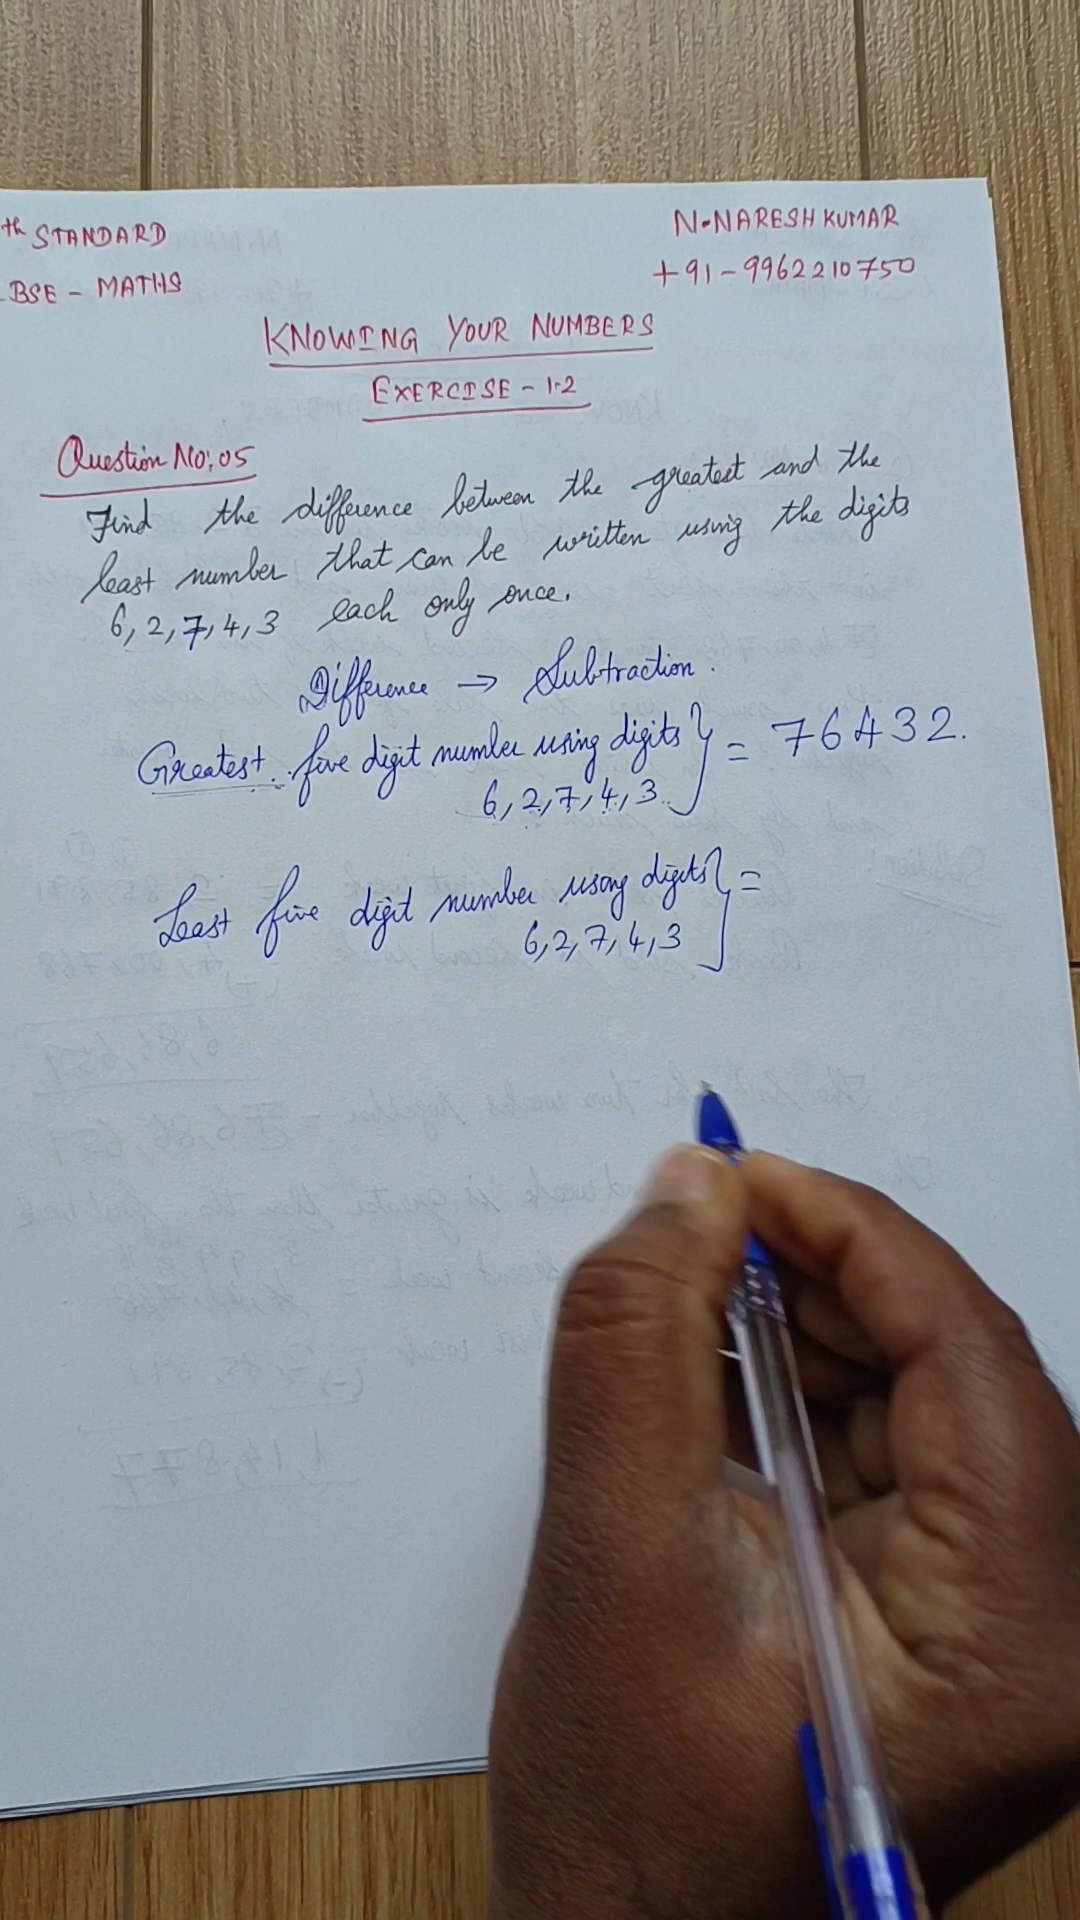 th STANDARD
BSE - MATHS
N. NARESH KUMAR
+91 - 9962210750
KNOWING YOUR NUMBERS
EXERCISE - 1.2
Question No: 05
Find the difference between the greatest and the
least number that can be written using the digits
6, 2, 7, 4, 3 each only once.
Difference → Subtraction.
Greatest five digit number using digits } = 76432.
6, 2, 7, 4, 3
Least five digit number using digits } =
6, 2, 7, 4, 3